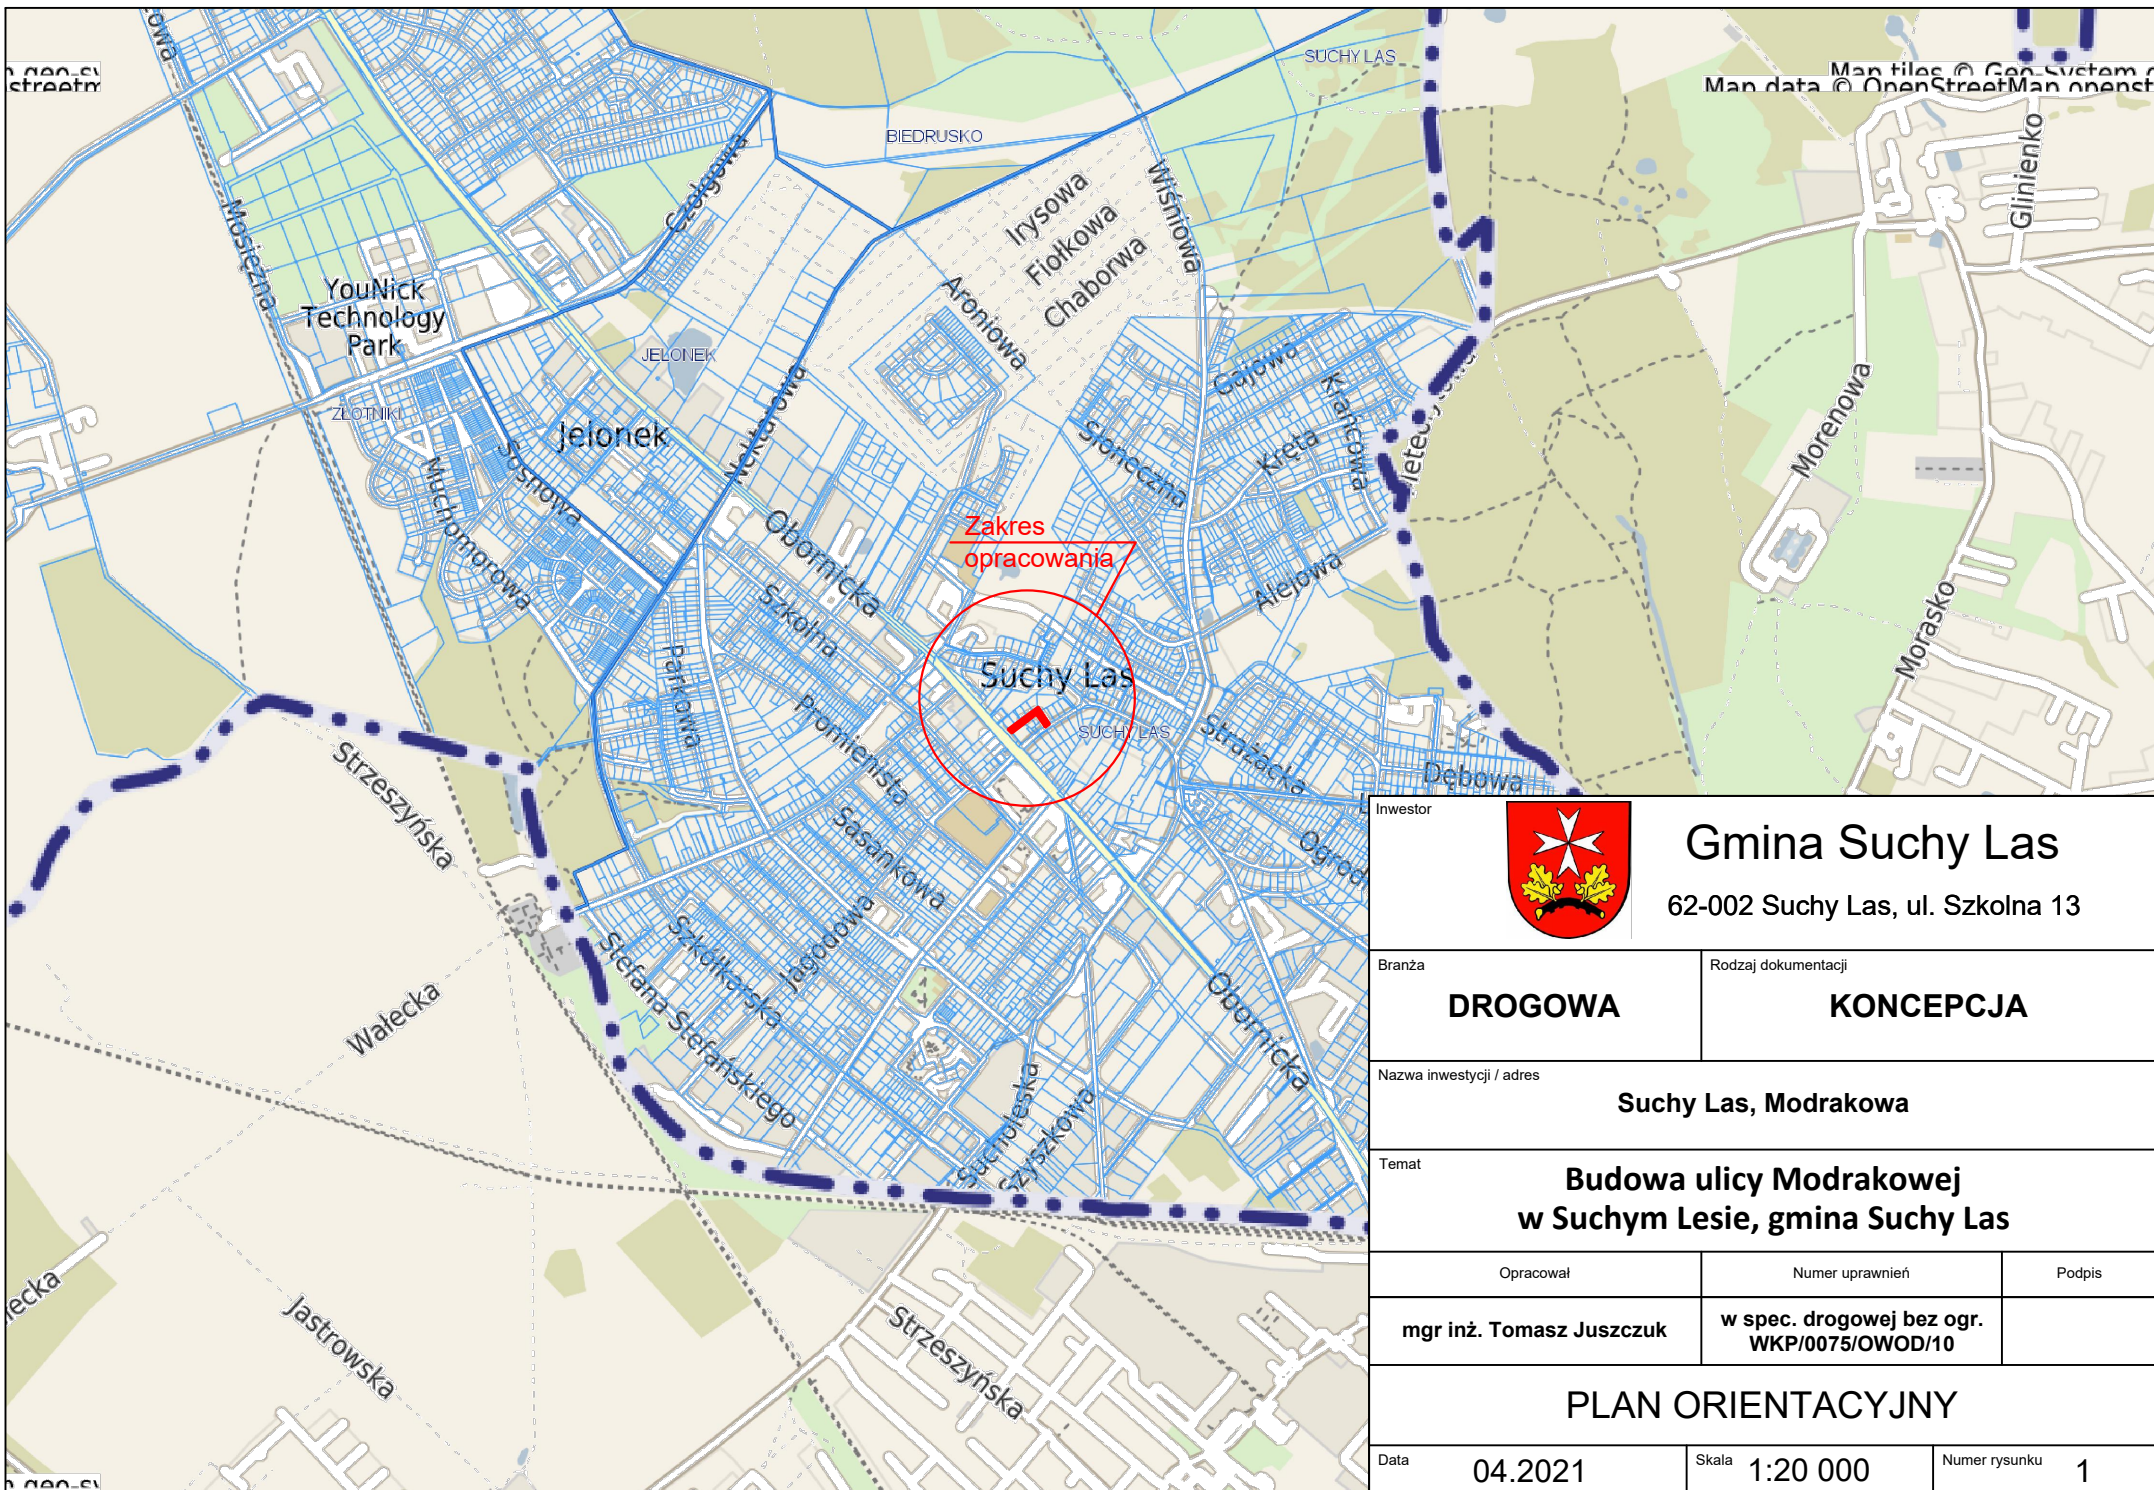 SUCHY LAS
Map tiles © Geo-System
Map data © OpenStreetMap openst
streetm
BIEDRUSKO
Glinienko
Irysowa
Fiołkowa
Chaborwa
Wiśniowa
Czołgowa
Mosiężna
YouNick
Technology
Park
Aroniowa
JELONEK
Gajowa
Krańcowa
Morenowa
ZŁOTNIKI
Jelonek
Nektarowa
Słoneczna
Kręta
Sosnowa
Muchomorowa
Obornicka
Zakres
opracowania
Alejowa
Szkolna
Morasko
Parkowa
Suchy Las
SUCHY LAS
Promienista
Strażacka
Dębowa
Strzeszyńska
Sasankowa
Jagodowa
Szkółkarska
Stefana Stefańskiego
Wałecka
Obornicka
Sucholeska
Jastrowska
Strzeszyńska
Inwestor
Gmina Suchy Las
62-002 Suchy Las, ul. Szkolna 13
Branża
DROGOWA
Rodzaj dokumentacji
KONCEPCJA
Nazwa inwestycji / adres
Suchy Las, Modrakowa
Temat
Budowa ulicy Modrakowej
w Suchym Lesie, gmina Suchy Las
Opracował
Numer uprawnień
Podpis
mgr inż. Tomasz Juszczuk
w spec. drogowej bez ogr.
WKP/0075/OWOD/10
PLAN ORIENTACYJNY
Data
04.2021
Skala
1:20 000
Numer rysunku
1